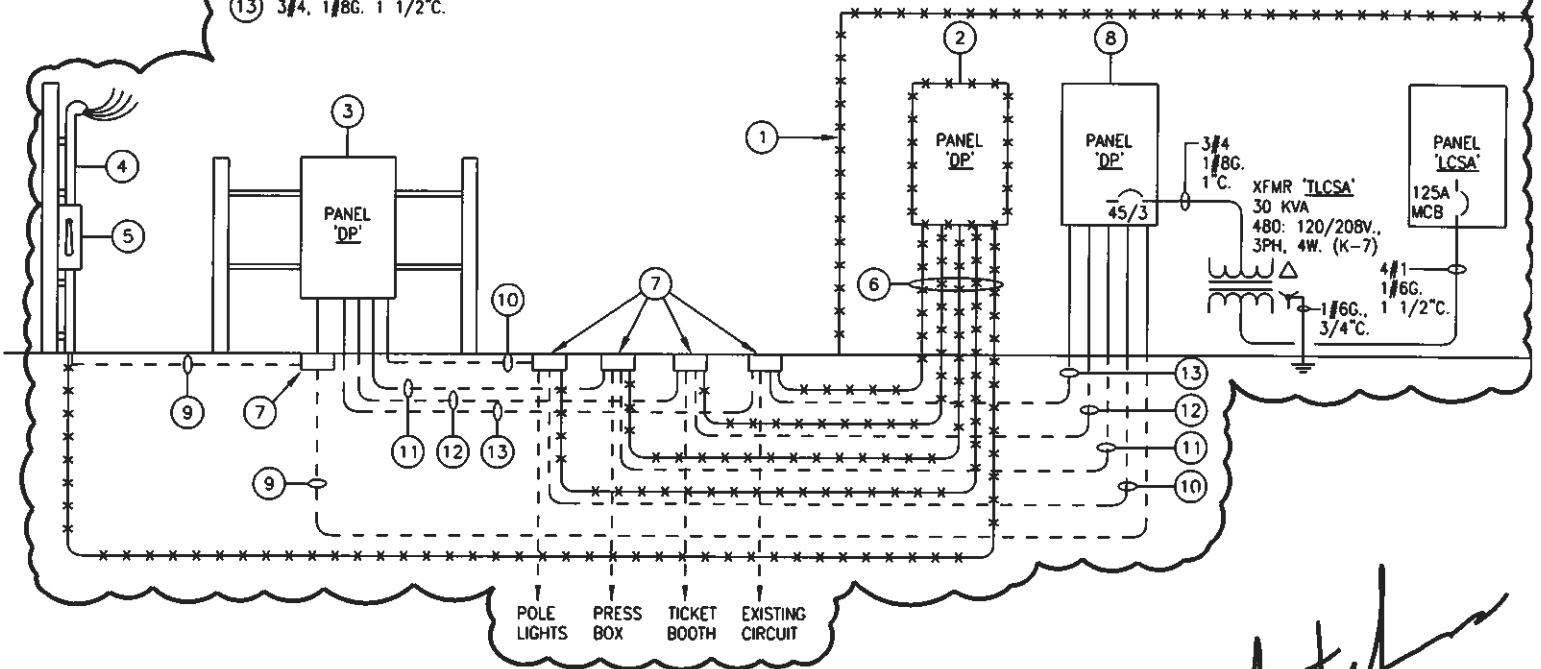 13 3#4, 1#8G. 1 1/2"C.
2
8
3
1
4
PANEL
'DP'
PANEL
'DP'
PANEL
'LCSA'
3#4
1#8G.
1"C.
XFMR 'TLCSA'
30 KVA
480: 120/208V.,
3PH, 4W. (K-7)
125A
MCB
45/3
PANEL
'DP'
5
6
7
10
4#1
1#6G.
1 1/2"C.
1#6G.,
3/4"C.
9
7
11
12
13
13
12
11
10
9
POLE
LIGHTS
PRESS
BOX
TICKET
BOOTH
EXISTING
CIRCUIT